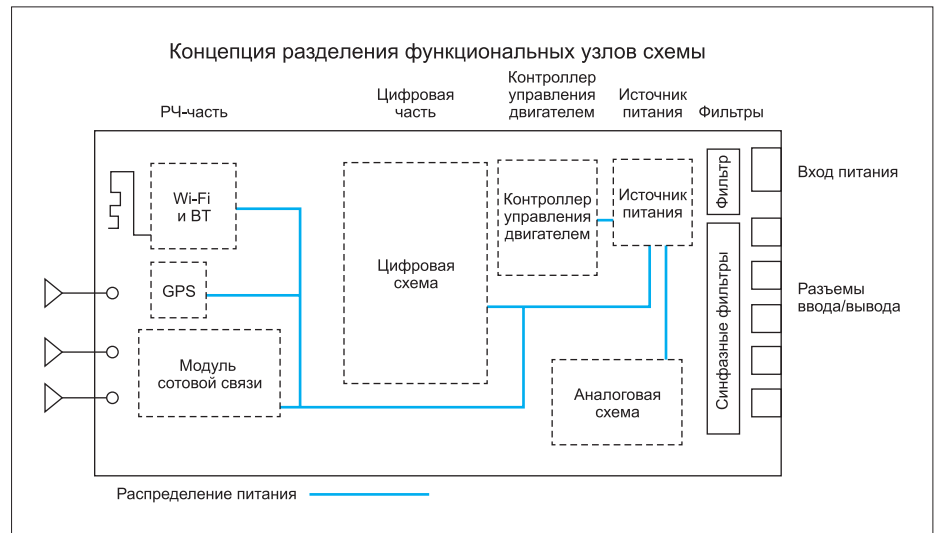 Концепция разделения функциональных узлов схемы
РЧ-часть
Цифровая
часть
Контроллер
управления
двигателем
Источник
питания
Фильтры
Wi-Fi
и BT
GPS
Модуль
сотовой связи
Цифровая
схема
Контроллер
управления
двигателем
Источник
питания
Аналоговая
схема
Фильтр
Синфазные фильтры
Вход питания
Разъемы
ввода/вывода
Распределение питания